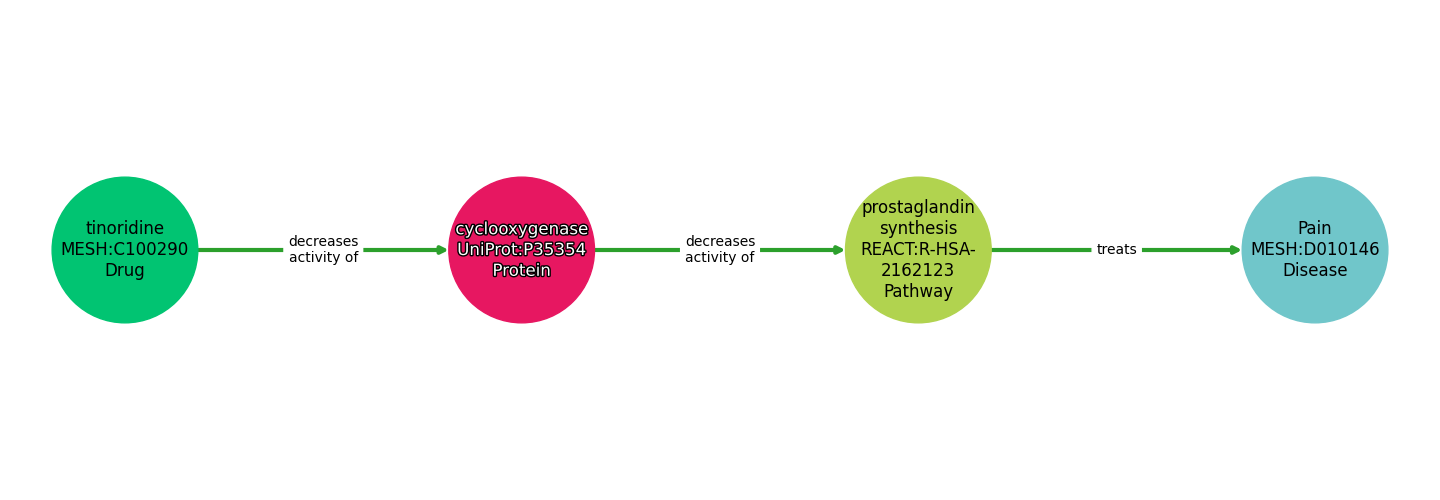 tinoridine
MESH:C100290
Drug
decreases
activity of
cyclooxygenase
UniProt:P35354
Protein
decreases
activity of
prostaglandin
synthesis
REACT:R-HSA-
2162123
Pathway
treats
Pain
MESH:D010146
Disease